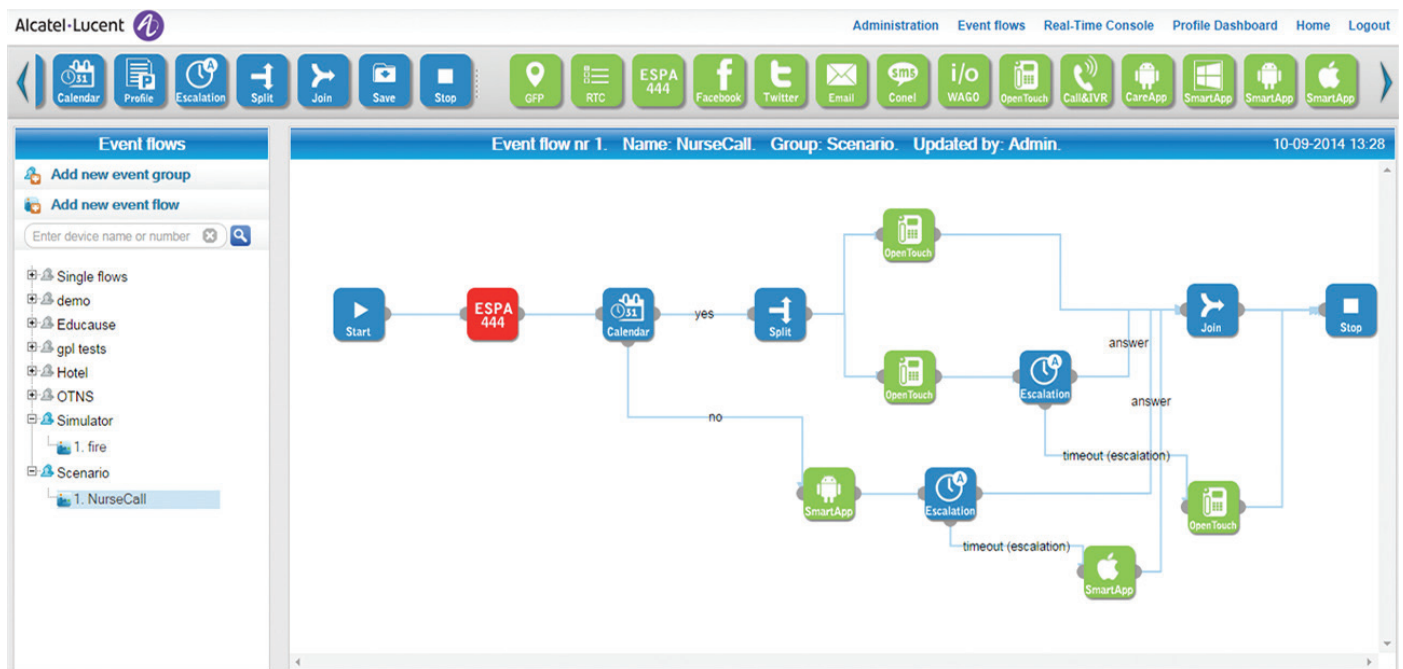 Alcatel·Lucent
Administration Event flows Real-Time Console Profile Dashboard Home Logout
31
Calendar
P
Profile
A
Escalation
Split
Join
Save
Stop
GFP
RTC
ESPA
444
f
Facebook
t
Twitter
Email
sms
Conel
i/o
WAGO
OpenTouch
Call&IVR
CareApp
SmartApp
SmartApp
SmartApp
Event flows
Event flow nr 1. Name: NurseCall. Group: Scenario. Updated by: Admin.
10-09-2014 13:28
Add new event group
Add new event flow
Enter device name or number
Single flows
demo
Educause
gpl tests
Hotel
OTNS
Simulator
1. fire
Scenario
1. NurseCall
OpenTouch
Start
ESPA
444
31
Calendar
yes
Split
Join
Stop
answer
OpenTouch
A
Escalation
answer
no
timeout (escalation)
SmartApp
A
Escalation
OpenTouch
timeout (escalation)
SmartApp